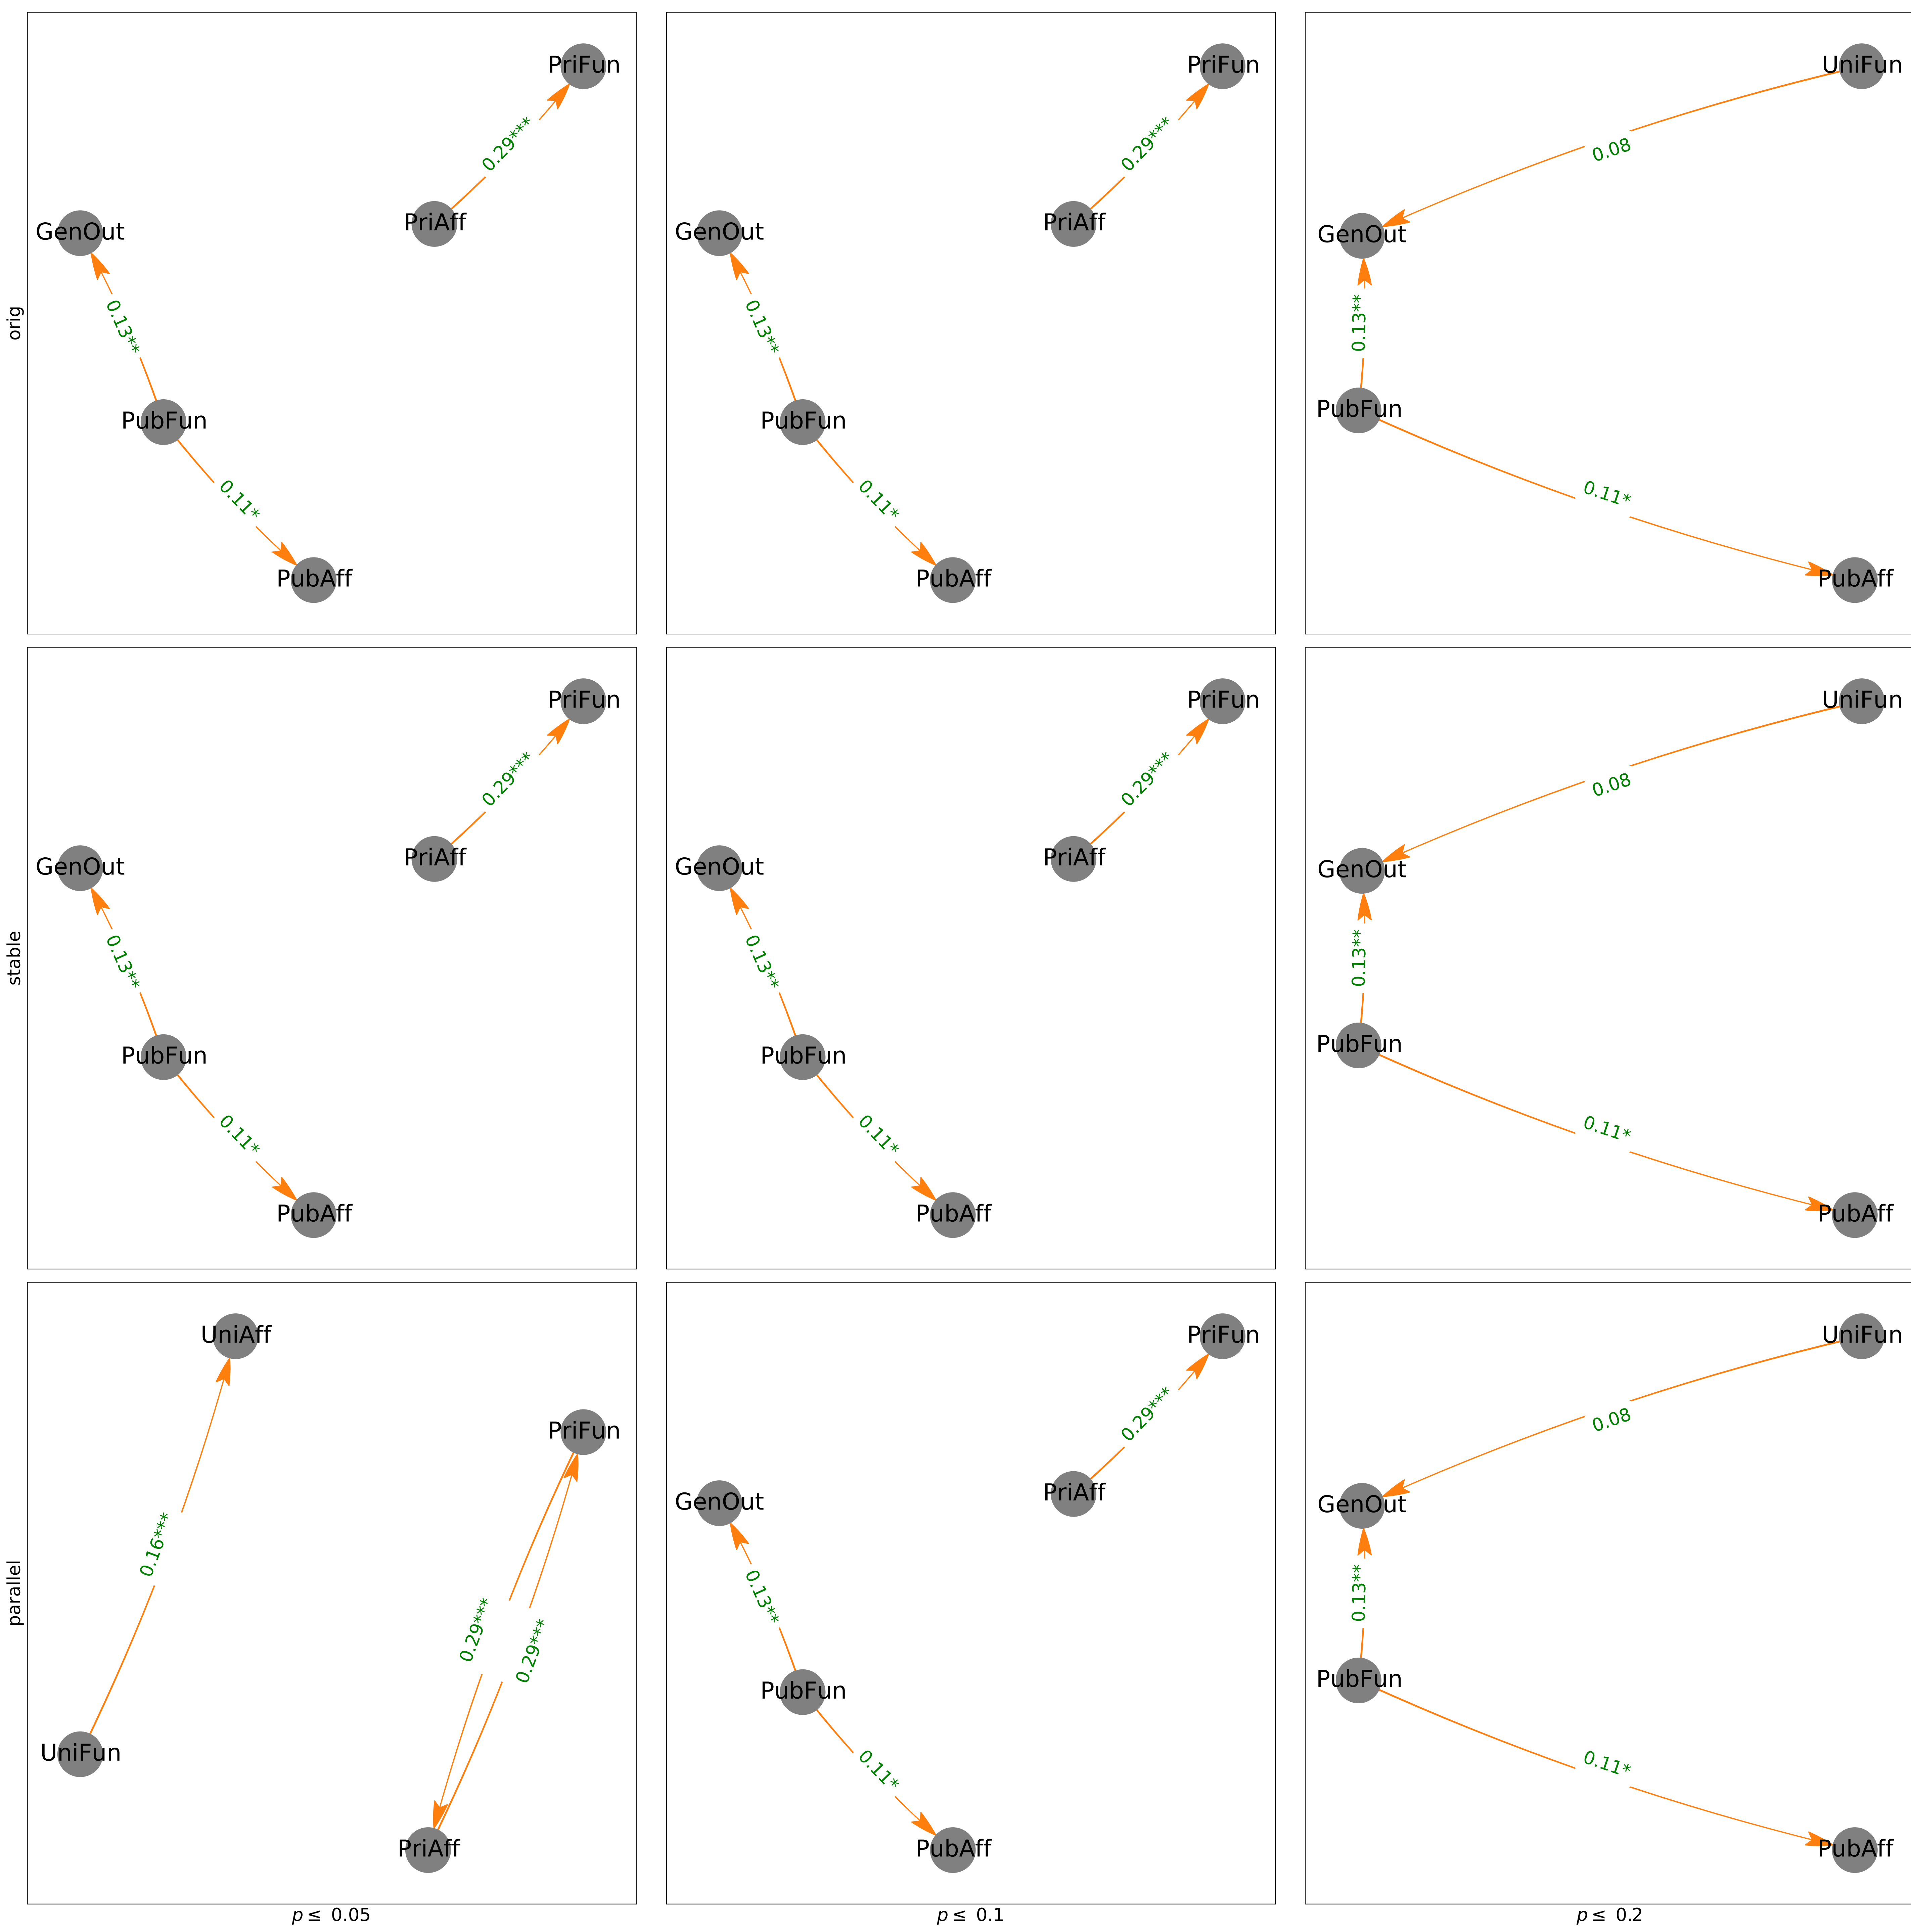 orig
PriFun
0.29***
PriAff
GenOut
0.13**
PubFun
0.11*
PubAff
PriFun
0.29***
PriAff
GenOut
0.13**
PubFun
0.11*
PubAff
UniFun
0.08
GenOut
0.13**
PubFun
0.11*
PubAff
stable
PriFun
0.29***
PriAff
GenOut
0.13**
PubFun
0.11*
PubAff
PriFun
0.29***
PriAff
GenOut
0.13**
PubFun
0.11*
PubAff
UniFun
0.08
GenOut
0.13**
PubFun
0.11*
PubAff
parallel
UniAff
PriFun
0.16***
0.29***
0.29***
UniFun
PriAff
p ≤ 0.05
PriFun
0.29***
PriAff
GenOut
0.13**
PubFun
0.11*
PubAff
p ≤ 0.1
UniFun
0.08
GenOut
0.13**
PubFun
0.11*
PubAff
p ≤ 0.2